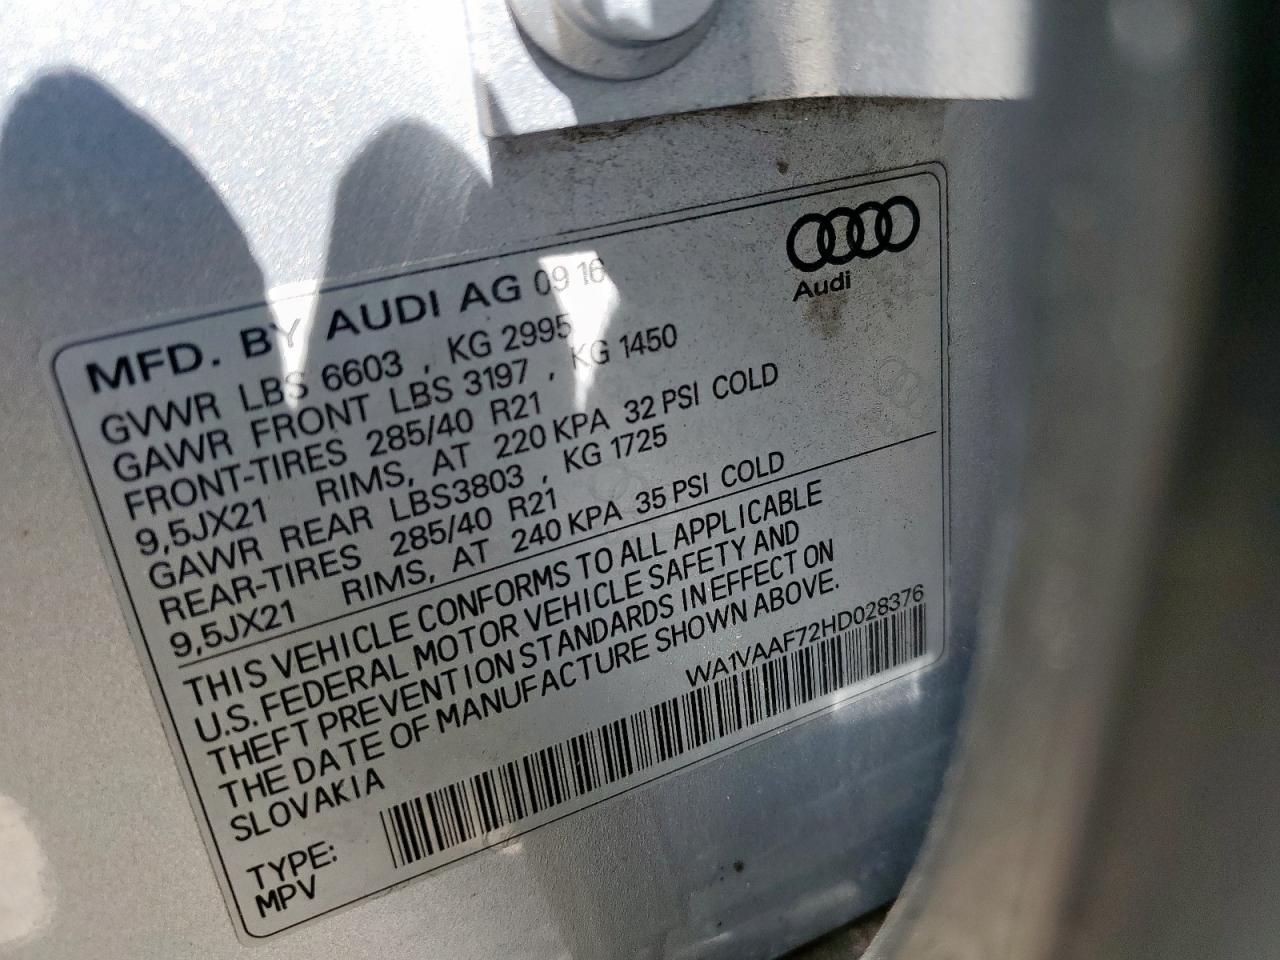 Audi
MFD. BY AUDI AG 09 16
GVWR LBS 6603 , KG 2995
GAWR FRONT LBS 3197 , KG 1450
FRONT-TIRES 285/40 R21
9,5JX21 RIMS, AT 220 KPA 32 PSI COLD
GAWR REAR LBS3803 , KG 1725
REAR-TIRES 285/40 R21
9,5JX21 RIMS, AT 240 KPA 35 PSI COLD
THIS VEHICLE CONFORMS TO ALL APPLICABLE
U.S. FEDERAL MOTOR VEHICLE SAFETY AND
THEFT PREVENTION STANDARDS IN EFFECT ON
THE DATE OF MANUFACTURE SHOWN ABOVE.
SLOVAKIA
WA1VAAF72HD028376
TYPE:
MPV